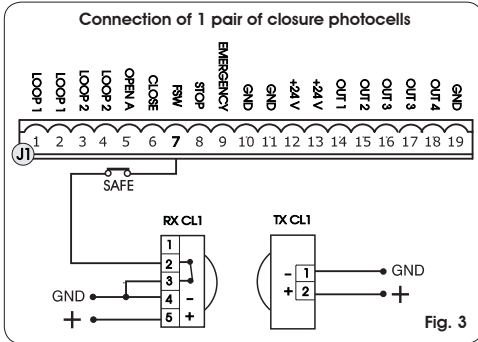 Connection of 1 pair of closure photocells
LOOP 1 LOOP 1 LOOP 2 LOOP 2 OPEN A CLOSE FSW STOP EMERGENCY GND GND +24 V +24 V OUT 1 OUT 2 OUT 3 OUT 3 OUT 4 GND
1 2 3 4 5 6 7 8 9 10 11 12 13 14 15 16 17 18 19
J1
SAFE
RX CL1 TX CL1
1
2
3
GND 4 -
+ 5 +
- 1 GND
+ 2 +
Fig. 3